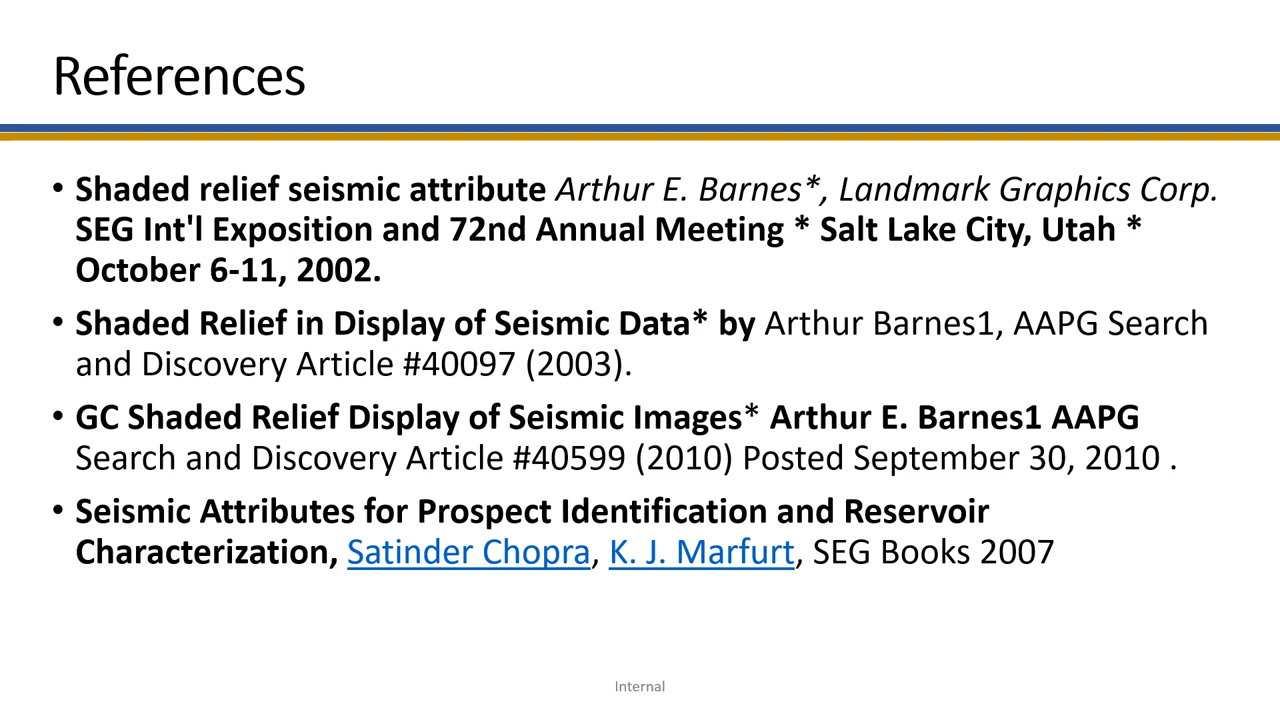 References
• Shaded relief seismic attribute Arthur E. Barnes*, Landmark Graphics Corp.
SEG Int'l Exposition and 72nd Annual Meeting * Salt Lake City, Utah *
October 6-11, 2002.
• Shaded Relief in Display of Seismic Data* by Arthur Barnes1, AAPG Search
and Discovery Article #40097 (2003).
• GC Shaded Relief Display of Seismic Images* Arthur E. Barnes1 AAPG
Search and Discovery Article #40599 (2010) Posted September 30, 2010 .
• Seismic Attributes for Prospect Identification and Reservoir
Characterization, Satinder Chopra, K. J. Marfurt, SEG Books 2007
Internal